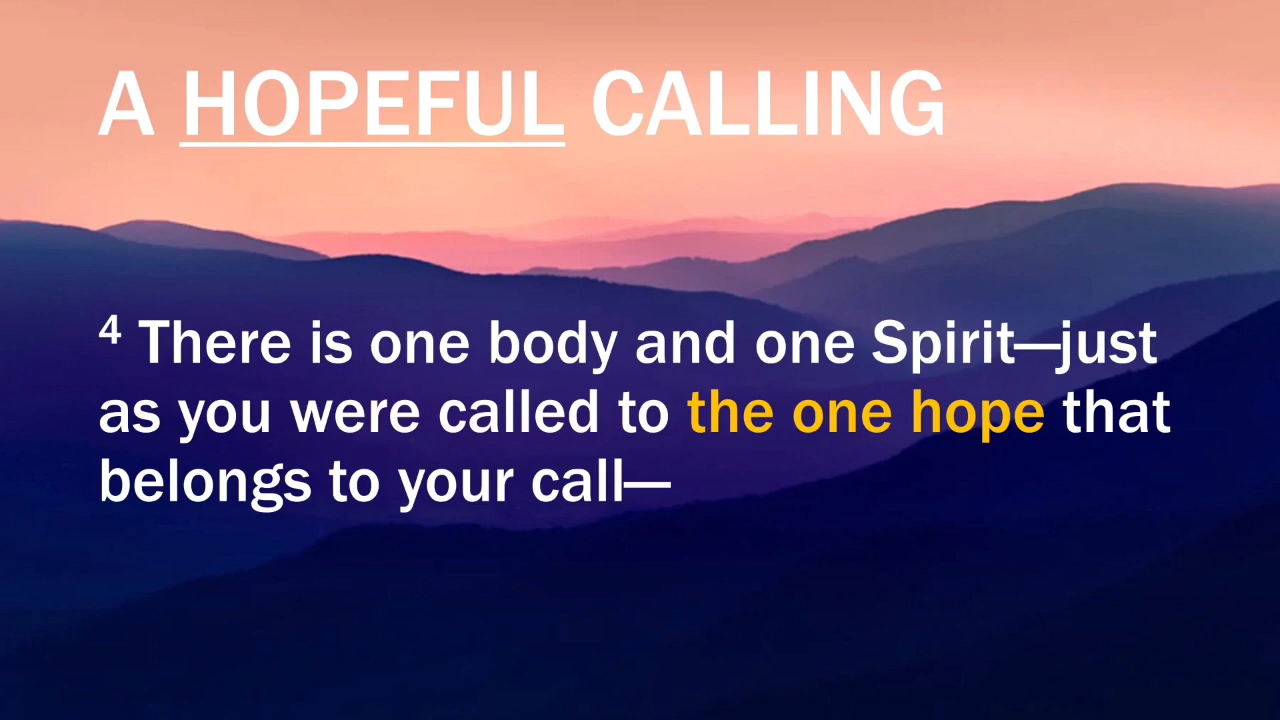 A HOPEFUL CALLING
⁴ There is one body and one Spirit—just
as you were called to the one hope that
belongs to your call—